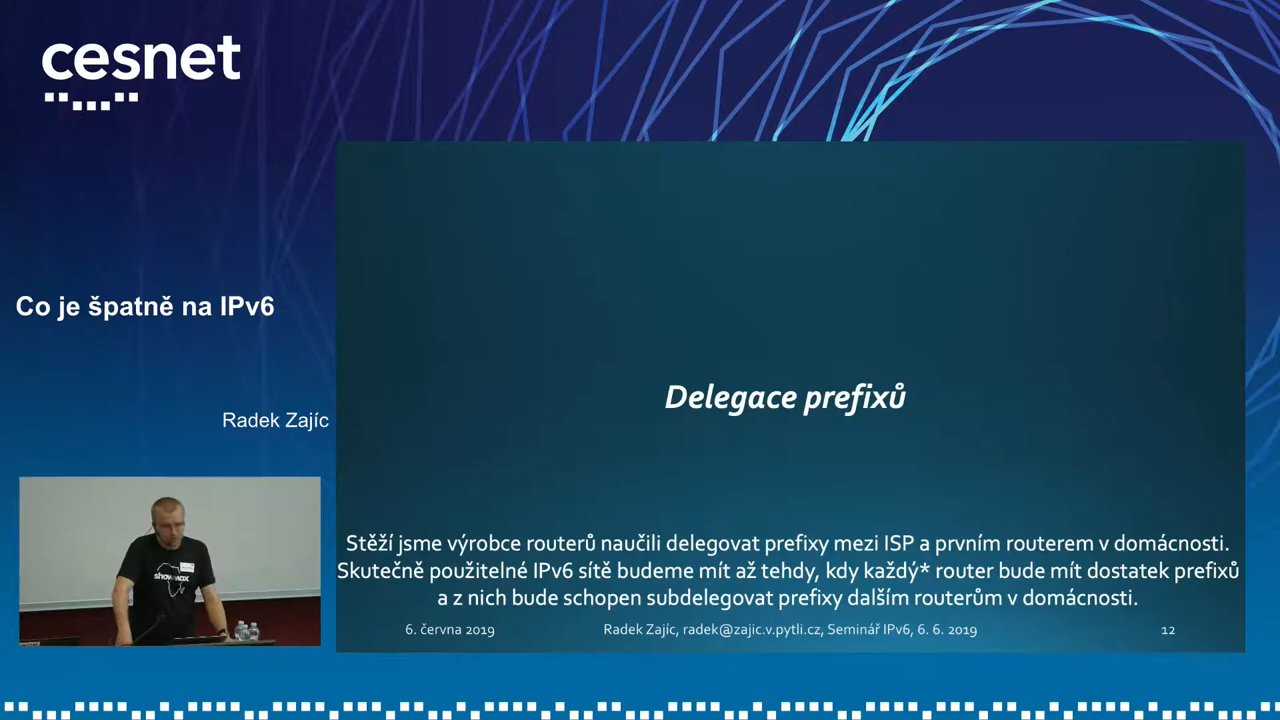 cesnet
Co je špatně na IPv6
Radek Zajíc
showmax
Delegace prefixů
Stěží jsme výrobce routerů naučili delegovat prefixy mezi ISP a prvním routerem v domácnosti.
Skutečně použitelné IPv6 sítě budeme mít až tehdy, kdy každý* router bude mít dostatek prefixů
a z nich bude schopen subdelegovat prefixy dalším routerům v domácnosti.
6. června 2019
Radek Zajíc, radek@zajic.v.pytli.cz, Seminář IPv6, 6. 6. 2019
12